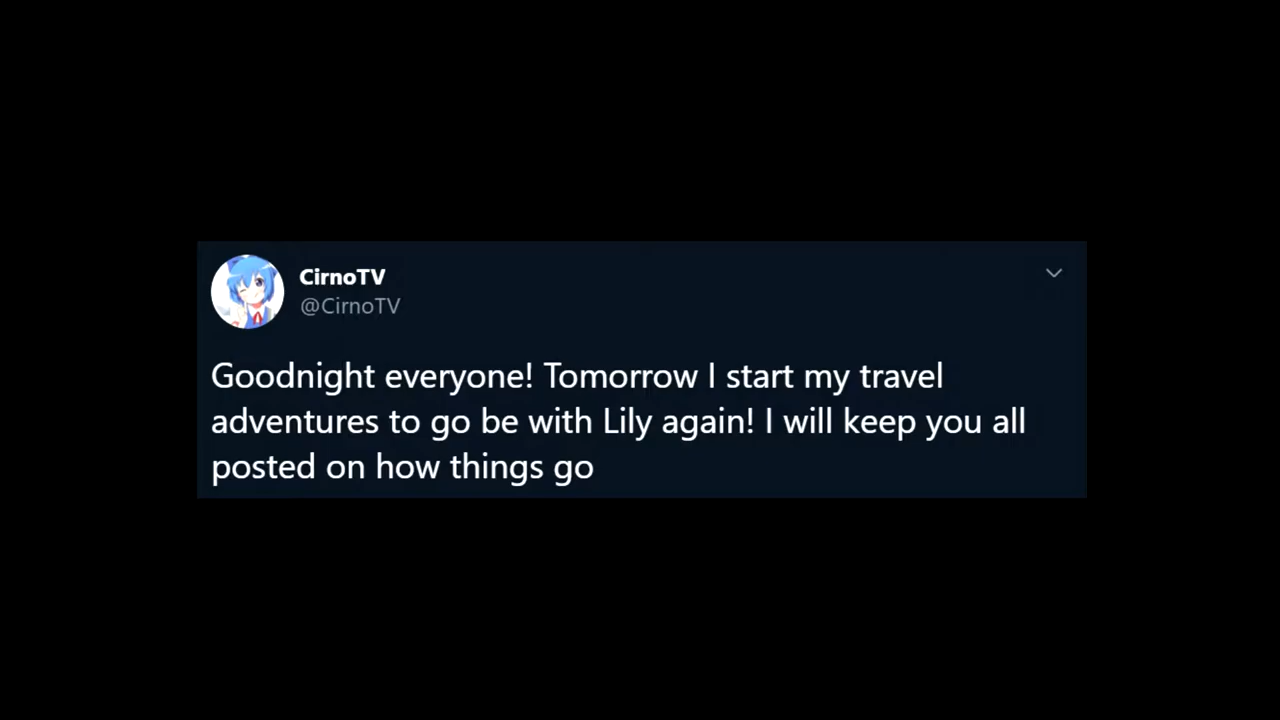 CirnoTV
@CirnoTV
Goodnight everyone! Tomorrow I start my travel
adventures to go be with Lily again! I will keep you all
posted on how things go